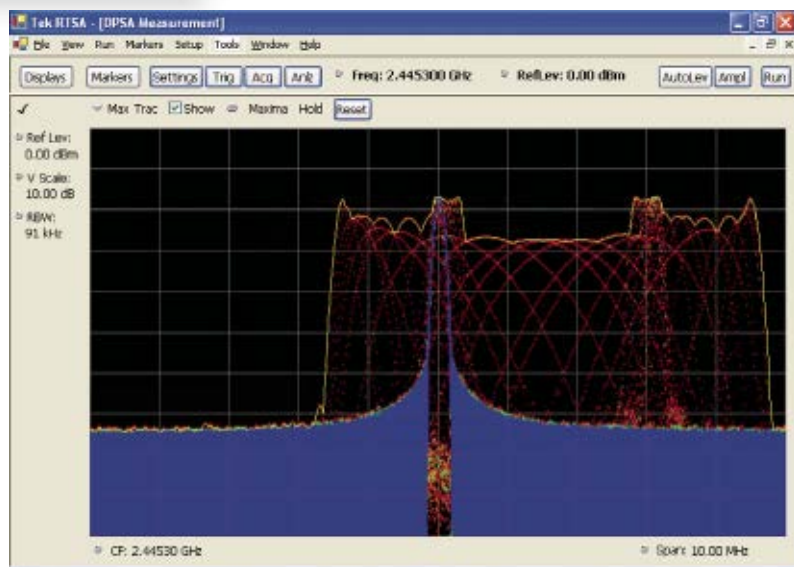 Tek RTSA - [DPSA Measurement]
File View Run Markers Setup Tools Window Help
Displays Markers Settings Trig Acq Anlz Freq: 2.445300 GHz RefLev: 0.00 dBm AutoLev Ampl Run
Max Trac Show Maxima Hold Reset
Ref Lev:
0.00 dBm
V Scale:
10.00 dB
RBW:
91 kHz
CF: 2.44530 GHz Span: 10.00 MHz